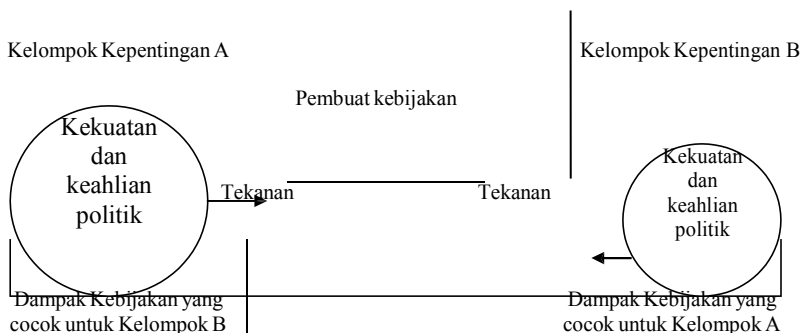 Kelompok Kepentingan A
Kelompok Kepentingan B
Pembuat kebijakan
Kekuatan
dan
keahlian
politik
Tekanan
Tekanan
Kekuatan
dan
keahlian
politik
Dampak Kebijakan yang
cocok untuk Kelompok B
Dampak Kebijakan yang
cocok untuk Kelompok A